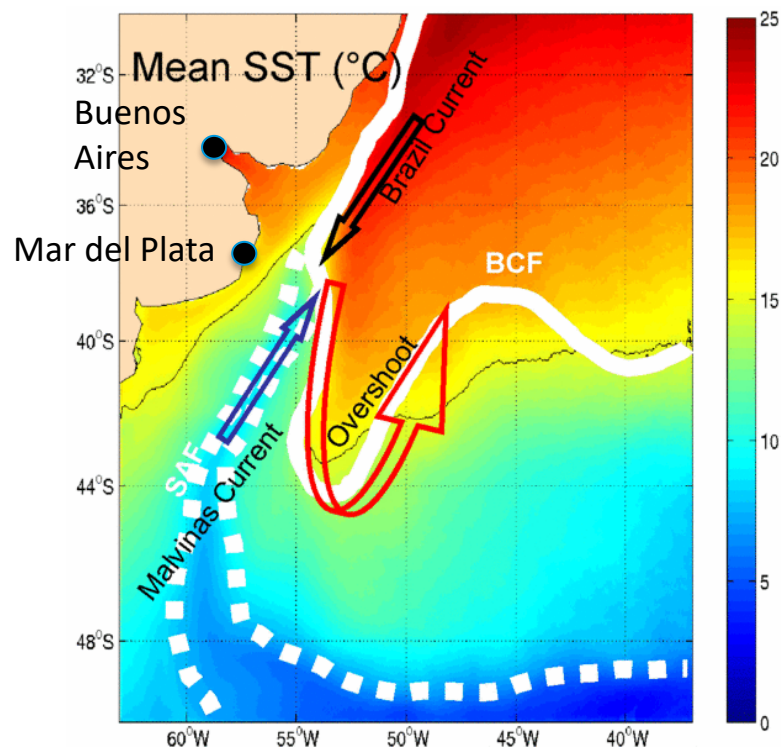 Mean SST (°C)
Buenos
Aires
Mar del Plata
Brazil Current
BCF
Overshoot
SAF
Malvinas Current
32°S
36°S
40°S
44°S
48°S
60°W
55°W
50°W
45°W
40°W
25
20
15
10
5
0